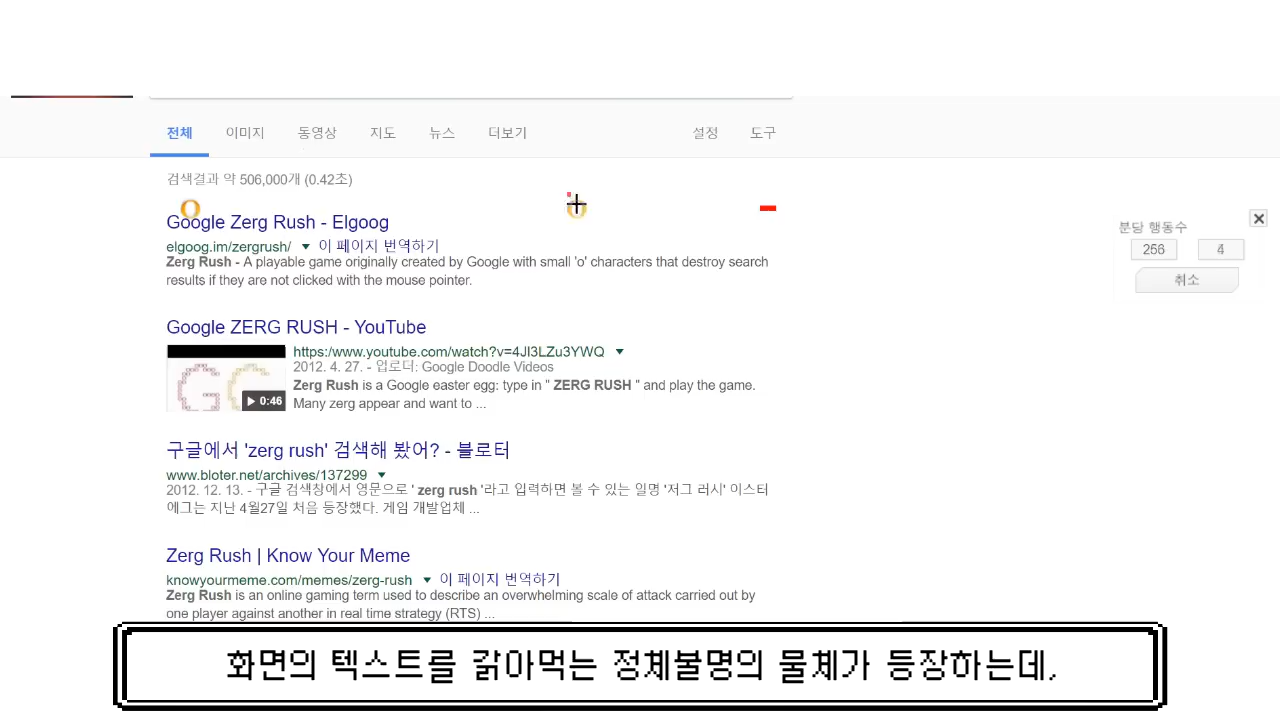 전체 이미지 동영상 지도 뉴스 더보기 설정 도구
검색결과 약 506,000개 (0.42초)
Google Zerg Rush - Elgoog
elgoog.im/zergrush/ ▼ 이 페이지 번역하기
Zerg Rush - A playable game originally created by Google with small 'o' characters that destroy search
results if they are not clicked with the mouse pointer.
분당 행동수
256 4
취소
Google ZERG RUSH - YouTube
https:/www.youtube.com/watch?v=4Jl3LZu3YWQ ▼
2012. 4. 27. - 업로더: Google Doodle Videos
Zerg Rush is a Google easter egg: type in " ZERG RUSH " and play the game.
Many zerg appear and want to ...
0:46
구글에서 'zerg rush' 검색해 봤어? - 블로터
www.bloter.net/archives/137299 ▼
2012. 12. 13. - 구글 검색창에서 영문으로 ' zerg rush '라고 입력하면 볼 수 있는 일명 '저그 러시' 이스터
에그는 지난 4월27일 처음 등장했다. 게임 개발업체 ...
Zerg Rush | Know Your Meme
knowyourmeme.com/memes/zerg-rush ▼ 이 페이지 번역하기
Zerg Rush is an online gaming term used to describe an overwhelming scale of attack carried out by
one player against another in real time strategy (RTS) ...
화면의 텍스트를 갉아먹는 정체불명의 물체가 등장하는데,